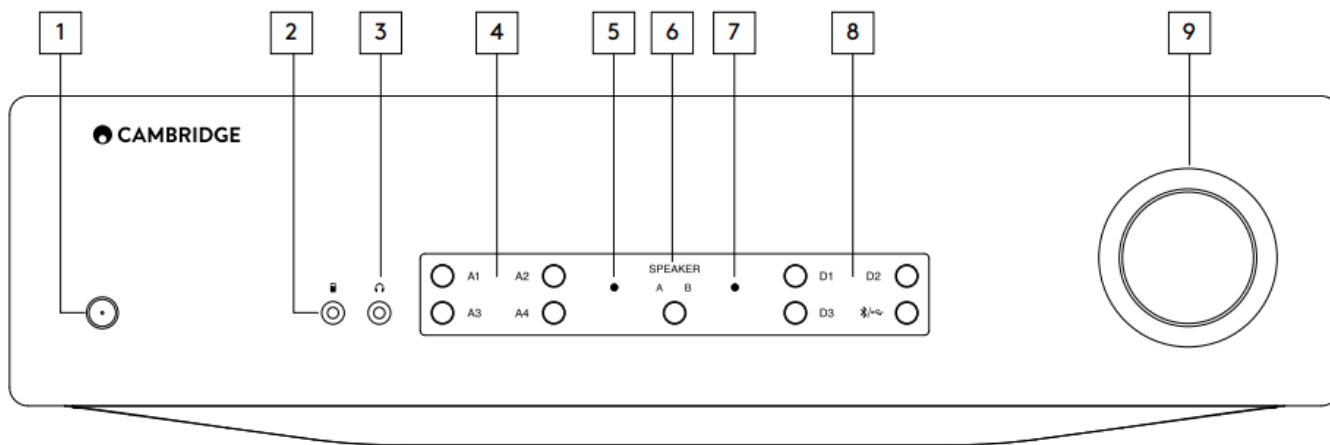 1 2 3 4 5 6 7 8 9
CAMBRIDGE
SPEAKER
A1 A2 A B D1 D2
A3 A4 D3